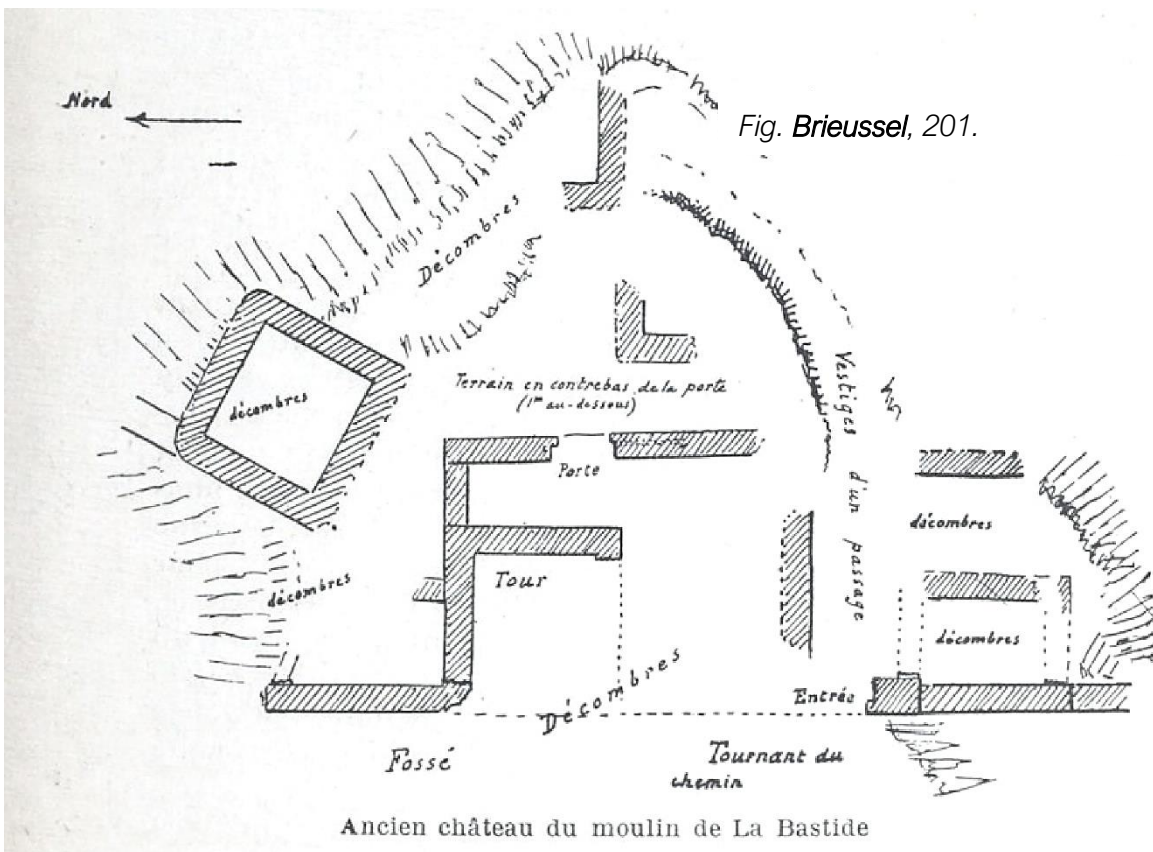 Nord
Fig. Brieussel, 201.
Décombres
décombres
Terrain en contrebas de la porte
(1m au-dessous)
Porte
Vestiges d'un passage
décombres
Tour
décombres
décombres
Décombres
Entrée
Fossé
Tournant du
chemin
Ancien château du moulin de La Bastide